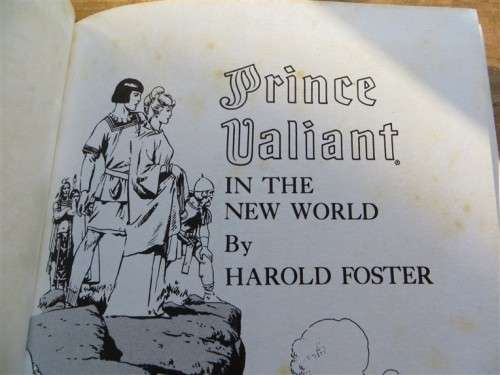 Prince
Valiant®
IN THE
NEW WORLD
By
HAROLD FOSTER